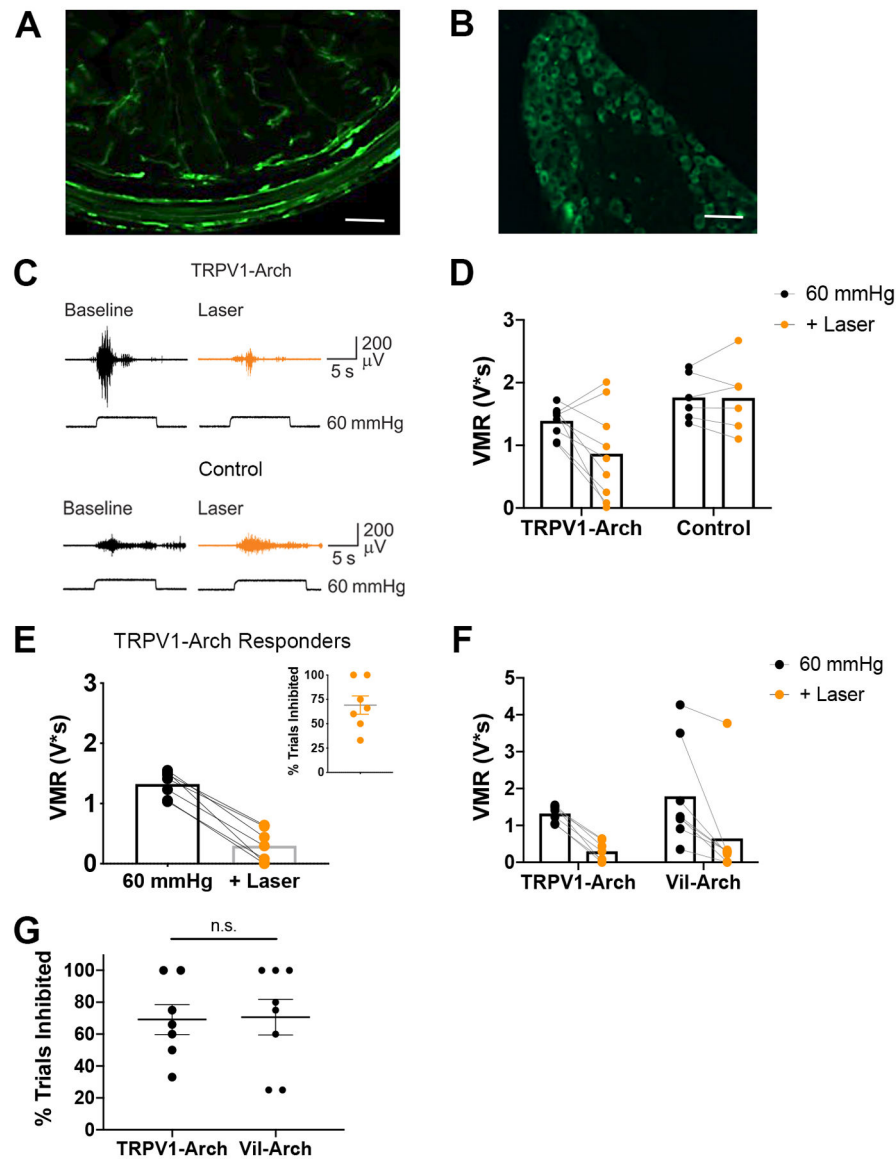 A
B
C
TRPV1-Arch
Baseline
Laser
200
μV
5 s
60 mmHg
Control
Baseline
Laser
200
μV
5 s
60 mmHg
D
60 mmHg
+ Laser
3
2
1
0
VMR (V*s)
TRPV1-Arch
Control
E
TRPV1-Arch Responders
3
2
1
0
VMR (V*s)
60 mmHg
+ Laser
100
75
50
25
0
% Trials Inhibited
F
60 mmHg
+ Laser
5
4
3
2
1
0
VMR (V*s)
TRPV1-Arch
Vil-Arch
G
n.s.
100
80
60
40
20
0
% Trials Inhibited
TRPV1-Arch
Vil-Arch